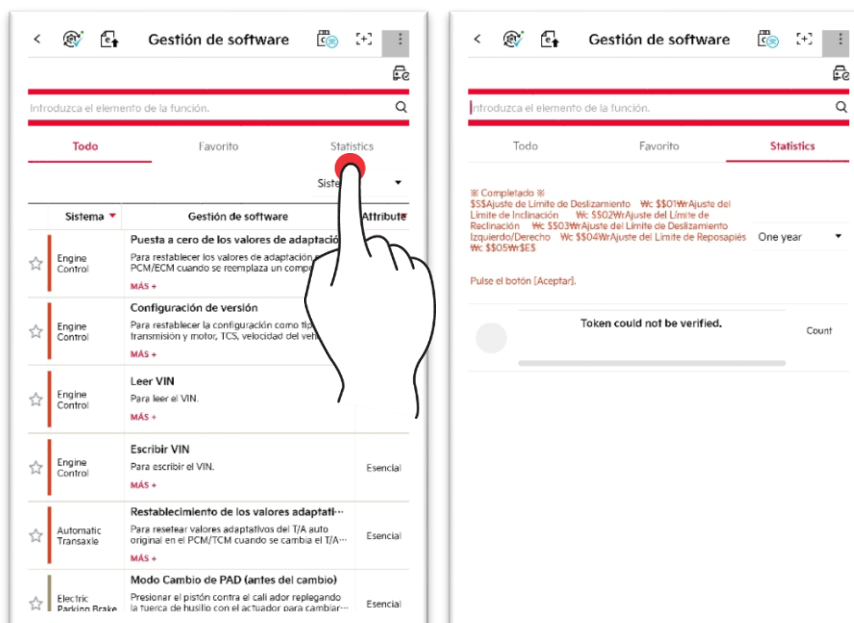 Gestión de software
Introduzca el elemento de la función.
Todo Favorito Statistics
Sistema Gestión de software Attribute
Engine Control
Puesta a cero de los valores de
Para restablecer los valores de adaptación
PCM/ECM cuando se reemplaza un
MÁS +
Engine Control
Configuración de versión
Para restablecer la configuración como
transmisión y motor, TCS, velocidad del
MÁS +
Engine Control
Leer VIN
Para leer el VIN.
MÁS +
Engine Control
Escribir VIN
Para escribir el VIN.
Esencial
MÁS +
Automatic Transaxle
Restablecimiento de los valores adaptati···
Para resetear valores adaptativos del T/A auto
original en el PCM/TCM cuando se cambia el T/A···
Esencial
MÁS +
Electric Parking Brake
Modo Cambio de PAD (antes del cambio)
Presionar el pistón contra el cali ador replegando
la tuerca de husillo con el actuador para cambiar···
Esencial
Gestión de software
Introduzca el elemento de la función.
Todo Favorito Statistics
※ Completado ※
$S$Ajuste de Límite de Deslizamiento ₩c $$01₩rAjuste del
Límite de Inclinación ₩c $$02₩rAjuste del Límite de
Reclinación ₩c $$03₩rAjuste del Límite de Deslizamiento
Izquierdo/Derecho ₩c $$04₩rAjuste del Límite de Reposapiés
₩c $$05₩r$E$
One year
Pulse el botón [Aceptar].
Token could not be verified.
Count